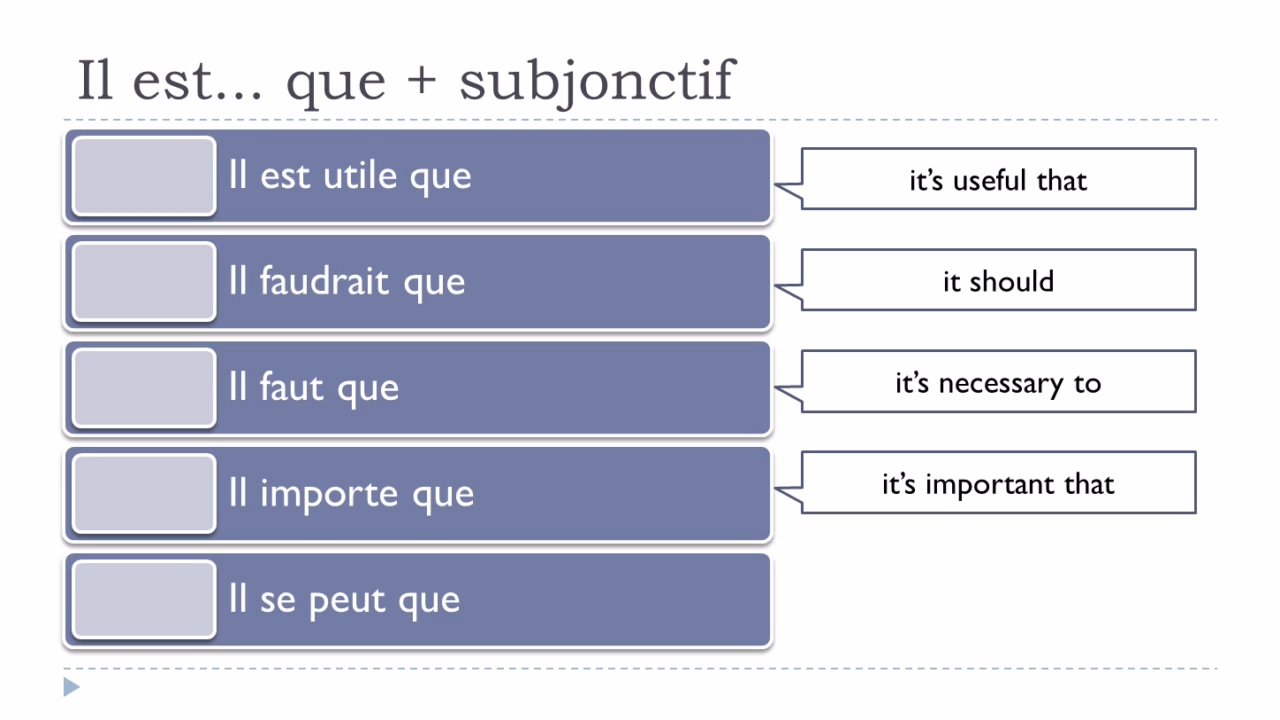 Il est... que + subjonctif
Il est utile que
it's useful that
Il faudrait que
it should
Il faut que
it's necessary to
Il importe que
it's important that
Il se peut que